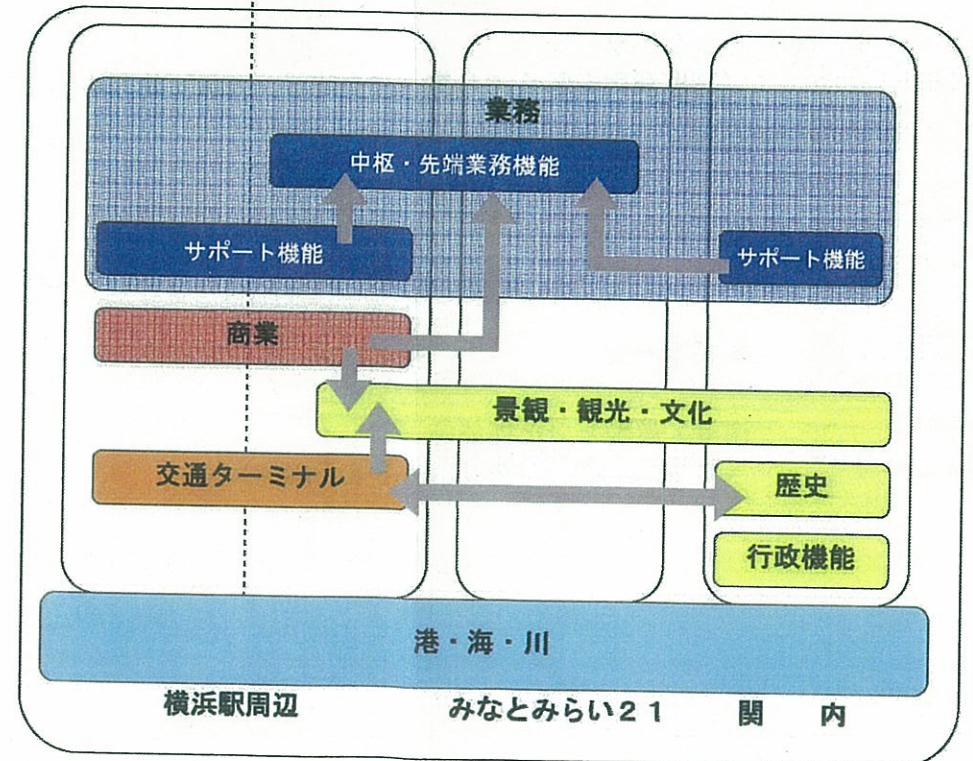 業務
中枢・先端業務機能
サポート機能
サポート機能
商業
景観・観光・文化
交通ターミナル
歴史
行政機能
港・海・川
横浜駅周辺
みなとみらい21
関　内